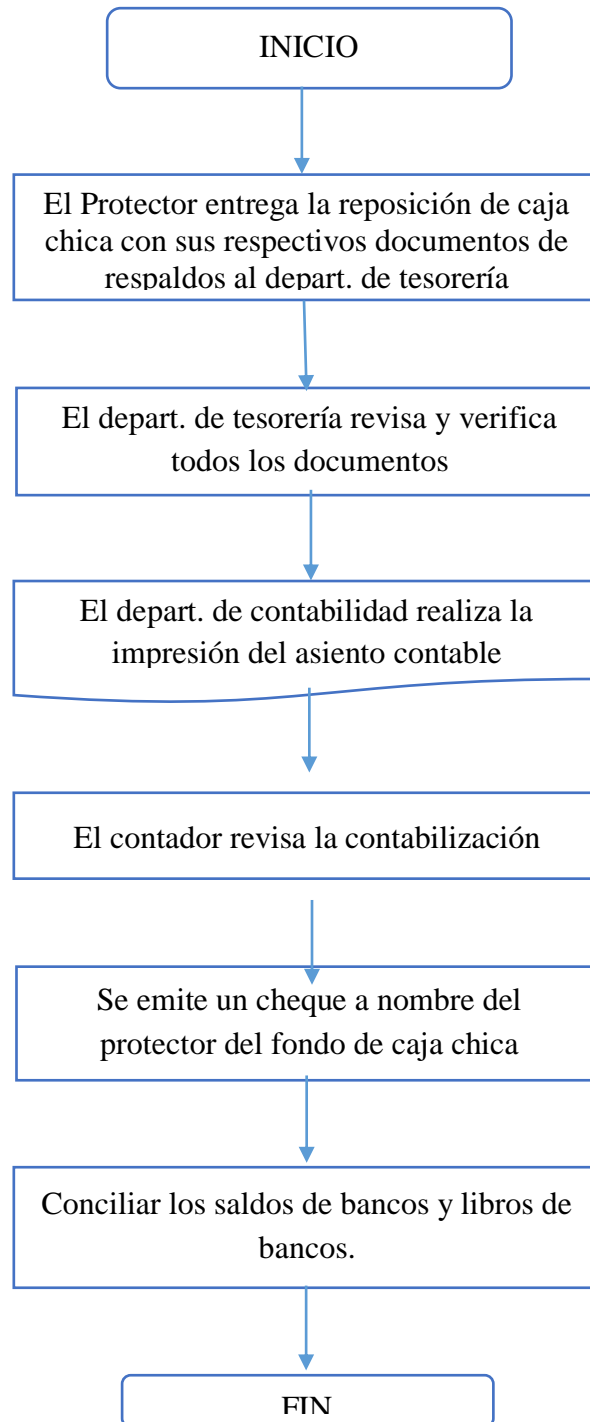 INICIO
El Protector entrega la reposición de caja
chica con sus respectivos documentos de
respaldos al depart. de tesorería
El depart. de tesorería revisa y verifica
todos los documentos
El depart. de contabilidad realiza la
impresión del asiento contable
El contador revisa la contabilización
Se emite un cheque a nombre del
protector del fondo de caja chica
Conciliar los saldos de bancos y libros de
bancos.
FIN